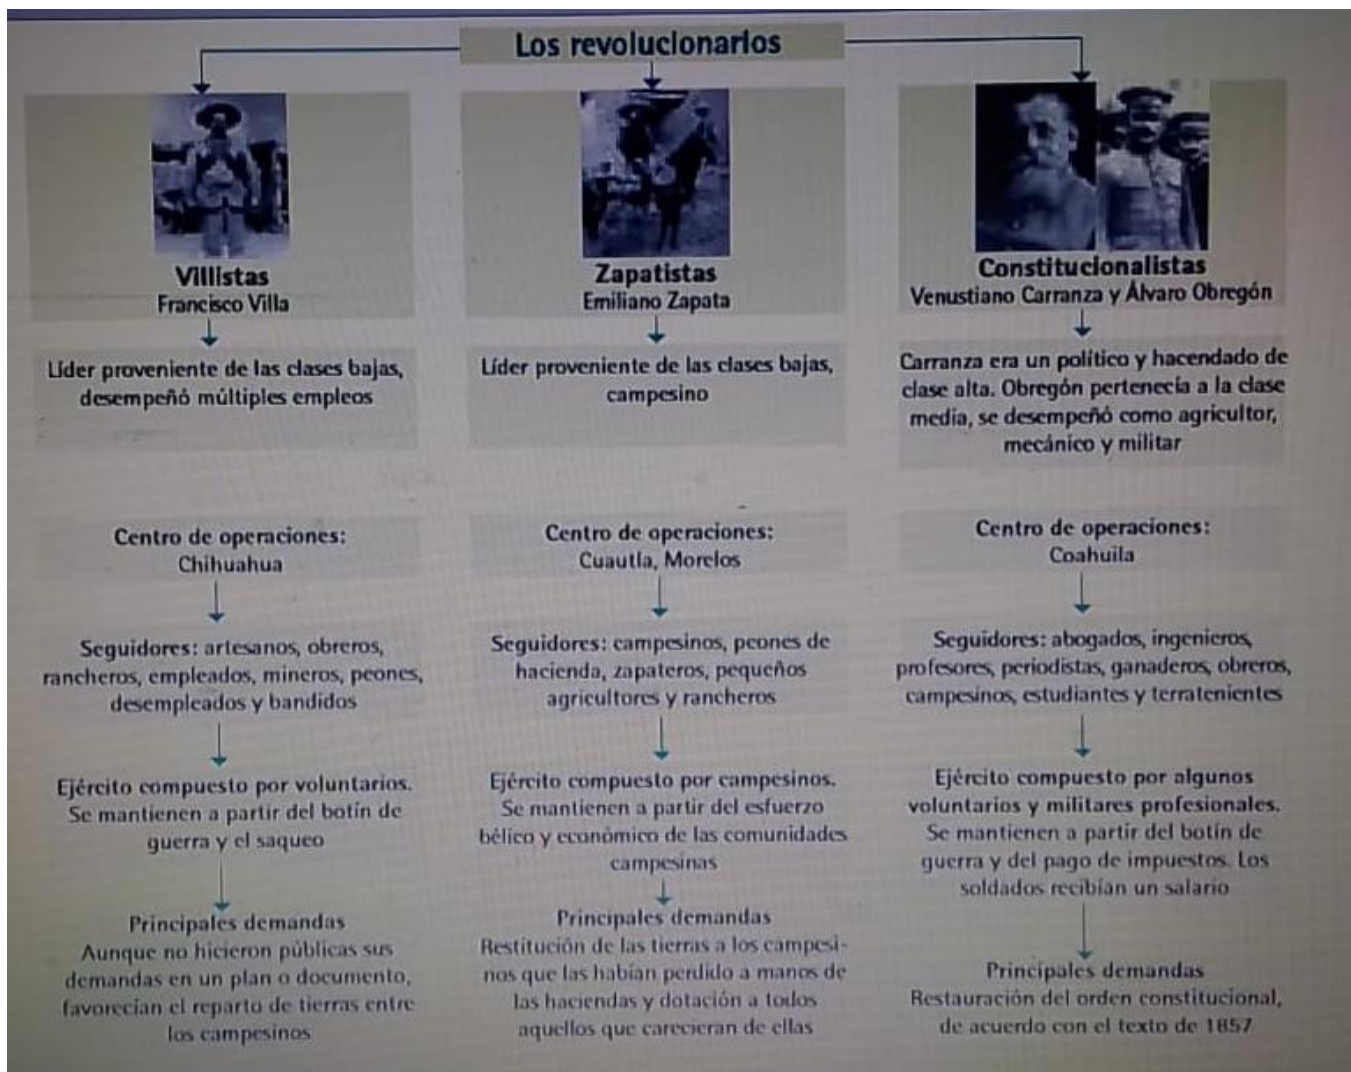 Los revolucionarios
Villistas
Francisco Villa
Líder proveniente de las clases bajas,
desempeñó múltiples empleos
Centro de operaciones:
Chihuahua
Seguidores: artesanos, obreros,
rancheros, empleados, mineros, peones,
desempleados y bandidos
Ejército compuesto por voluntarios.
Se mantienen a partir del botín de
guerra y el saqueo
Principales demandas
Aunque no hicieron públicas sus
demandas en un plan o documento,
favorecían el reparto de tierras entre
los campesinos
Zapatistas
Emiliano Zapata
Líder proveniente de las clases bajas,
campesino
Centro de operaciones:
Cuautla, Morelos
Seguidores: campesinos, peones de
hacienda, zapateros, pequeños
agricultores y rancheros
Ejército compuesto por campesinos.
Se mantienen a partir del esfuerzo
bélico y económico de las comunidades
campesinas
Principales demandas
Restitución de las tierras a los campesi-
nos que las habían perdido a manos de
las haciendas y dotación a todos
aquellos que carecieran de ellas
Constitucionalistas
Venustiano Carranza y Álvaro Obregón
Carranza era un político y hacendado de
clase alta. Obregón pertenecía a la clase
media, se desempeñó como agricultor,
mecánico y militar
Centro de operaciones:
Coahuila
Seguidores: abogados, ingenieros,
profesores, periodistas, ganaderos, obreros,
campesinos, estudiantes y terratenientes
Ejército compuesto por algunos
voluntarios y militares profesionales.
Se mantienen a partir del botín de
guerra y del pago de impuestos. Los
soldados recibían un salario
Principales demandas
Restauración del orden constitucional,
de acuerdo con el texto de 1857